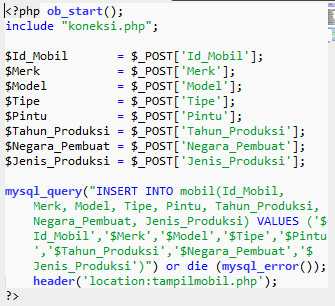 <?php ob_start();
include "koneksi.php";

$Id_Mobil       = $_POST['Id_Mobil'];
$Merk           = $_POST['Merk'];
$Model          = $_POST['Model'];
$Tipe           = $_POST['Tipe'];
$Pintu          = $_POST['Pintu'];
$Tahun_Produksi = $_POST['Tahun_Produksi'];
$Negara_Pembuat = $_POST['Negara_Pembuat'];
$Jenis_Produksi = $_POST['Jenis_Produksi'];

mysql_query("INSERT INTO mobil(Id_Mobil,
    Merk, Model, Tipe, Pintu, Tahun_Produksi,
    Negara_Pembuat, Jenis_Produksi) VALUES ('$
    Id_Mobil','$Merk','$Model','$Tipe','$Pintu
    ','$Tahun_Produksi','$Negara_Pembuat','$
    Jenis_Produksi')") or die (mysql_error());
    header('location:tampilmobil.php');
?>